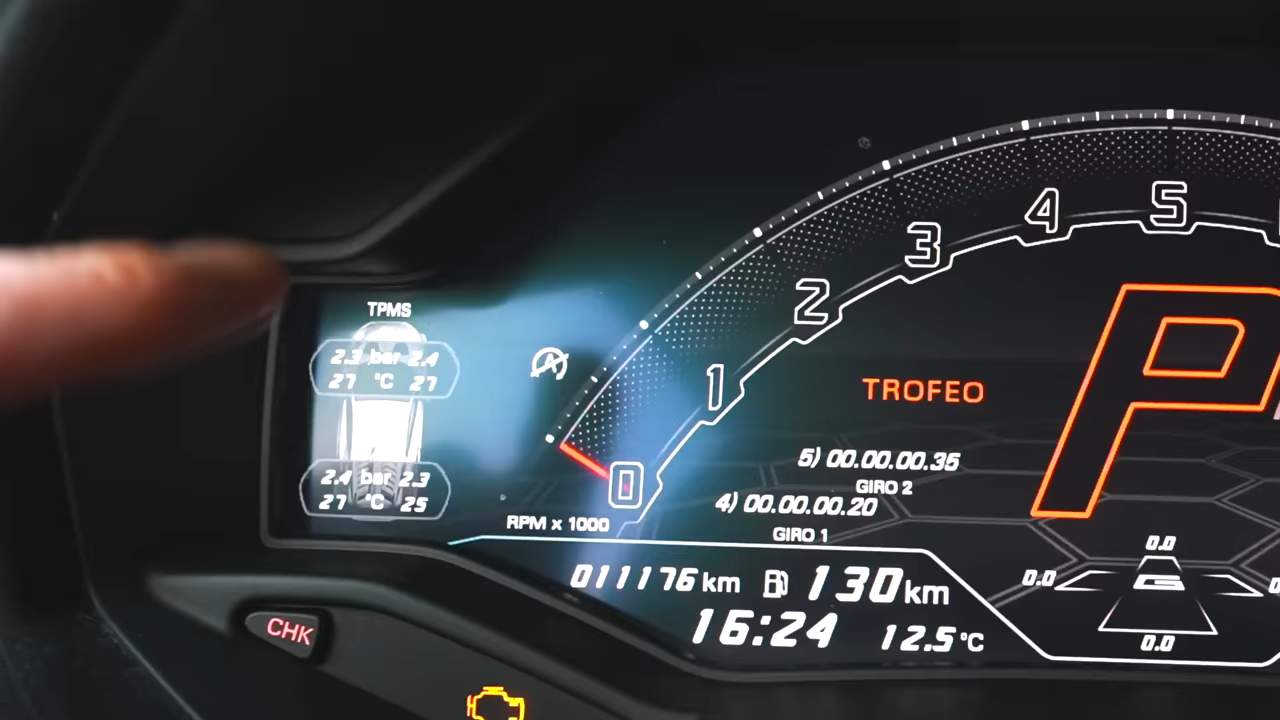 TPMS
2.3 bar 2.4
27 °C 27
2.4 bar 2.3
27 °C 25
A
RPM x 1000
0
1
2
3
4
5
TROFEO
P
5) 00.00.00.35
GIRO 2
4) 00.00.00.20
GIRO 1
0.0
0.0 G
0.0
011176 km 130 km
16:24 12.5 °C
CHK